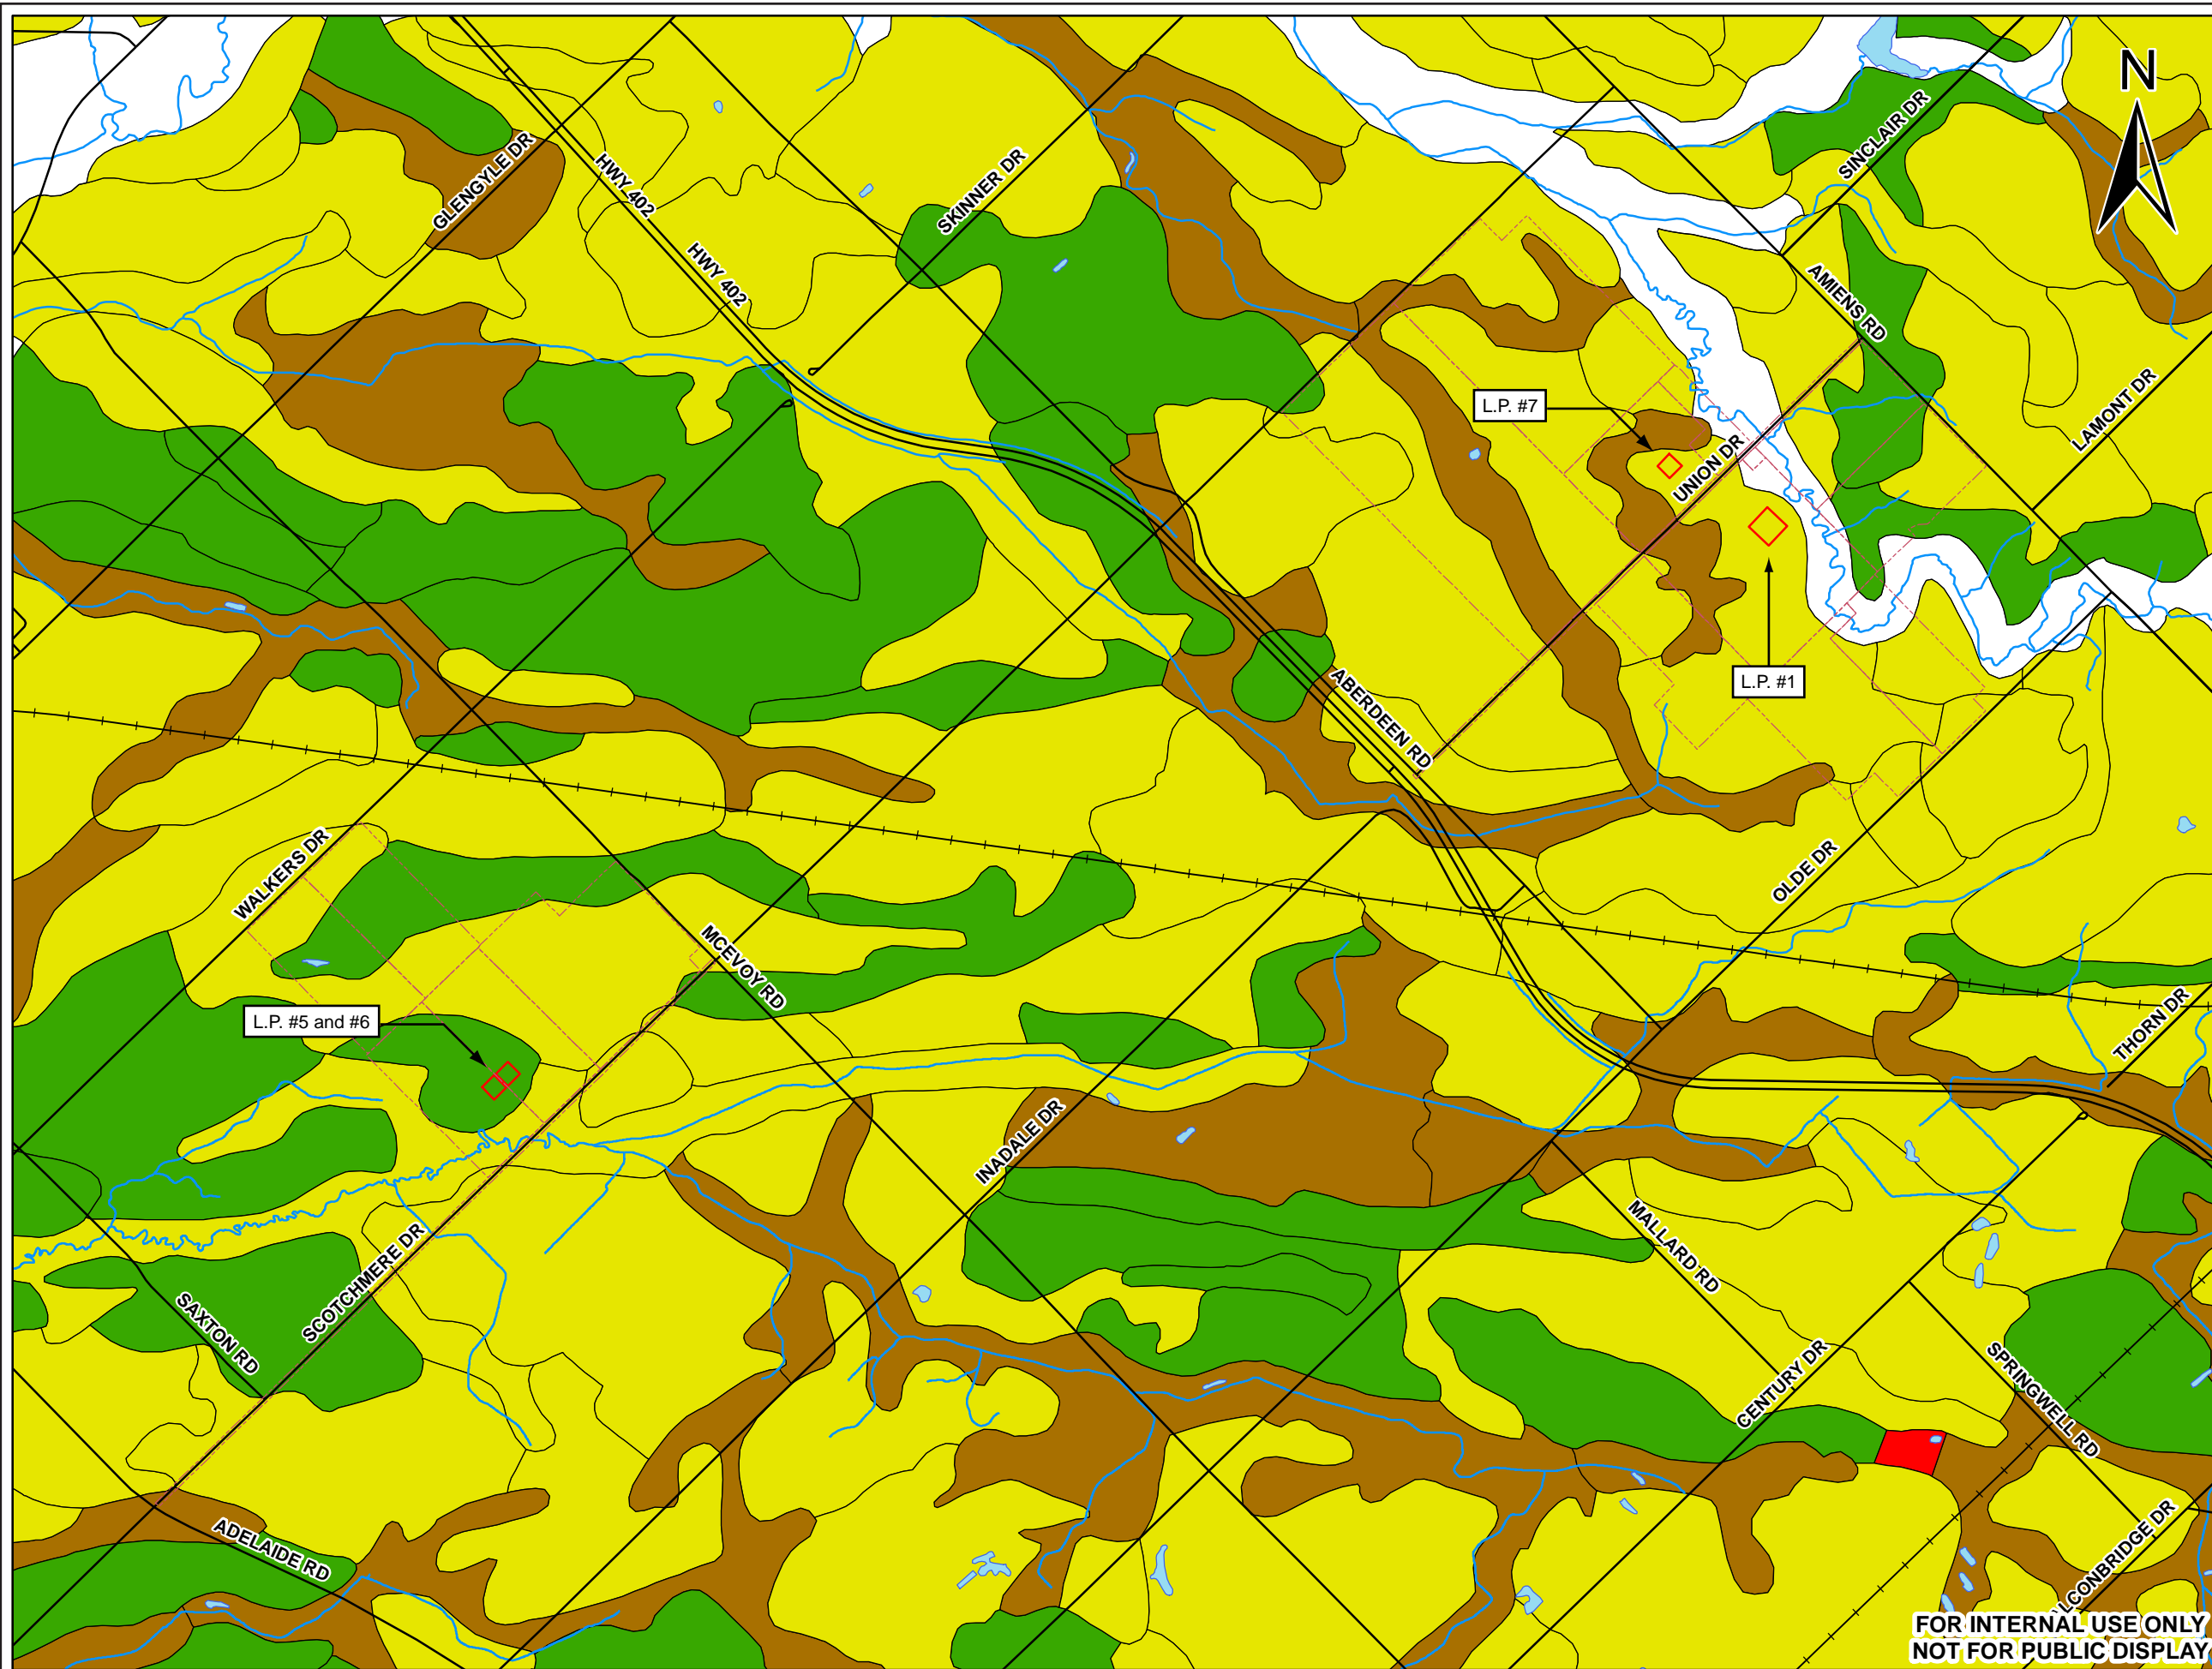 N
GLENGYLE DR
HWY 402
HWY 402
SKINNER DR
SINCLAIR DR
AMIENS RD
LAMONT DR
L.P. #7
UNION DR
L.P. #1
ABERDEEN RD
WALKERS DR
OLDE DR
MCEVOY RD
THORN DR
L.P. #5 and #6
INADALE DR
MALLARD RD
SCOTCHMERE DR
SAXTON RD
CENTURY DR
SPRINGWELL RD
ADELAIDE RD
LCONBRIDGE DR
FOR INTERNAL USE ONLY
NOT FOR PUBLIC DISPLAY